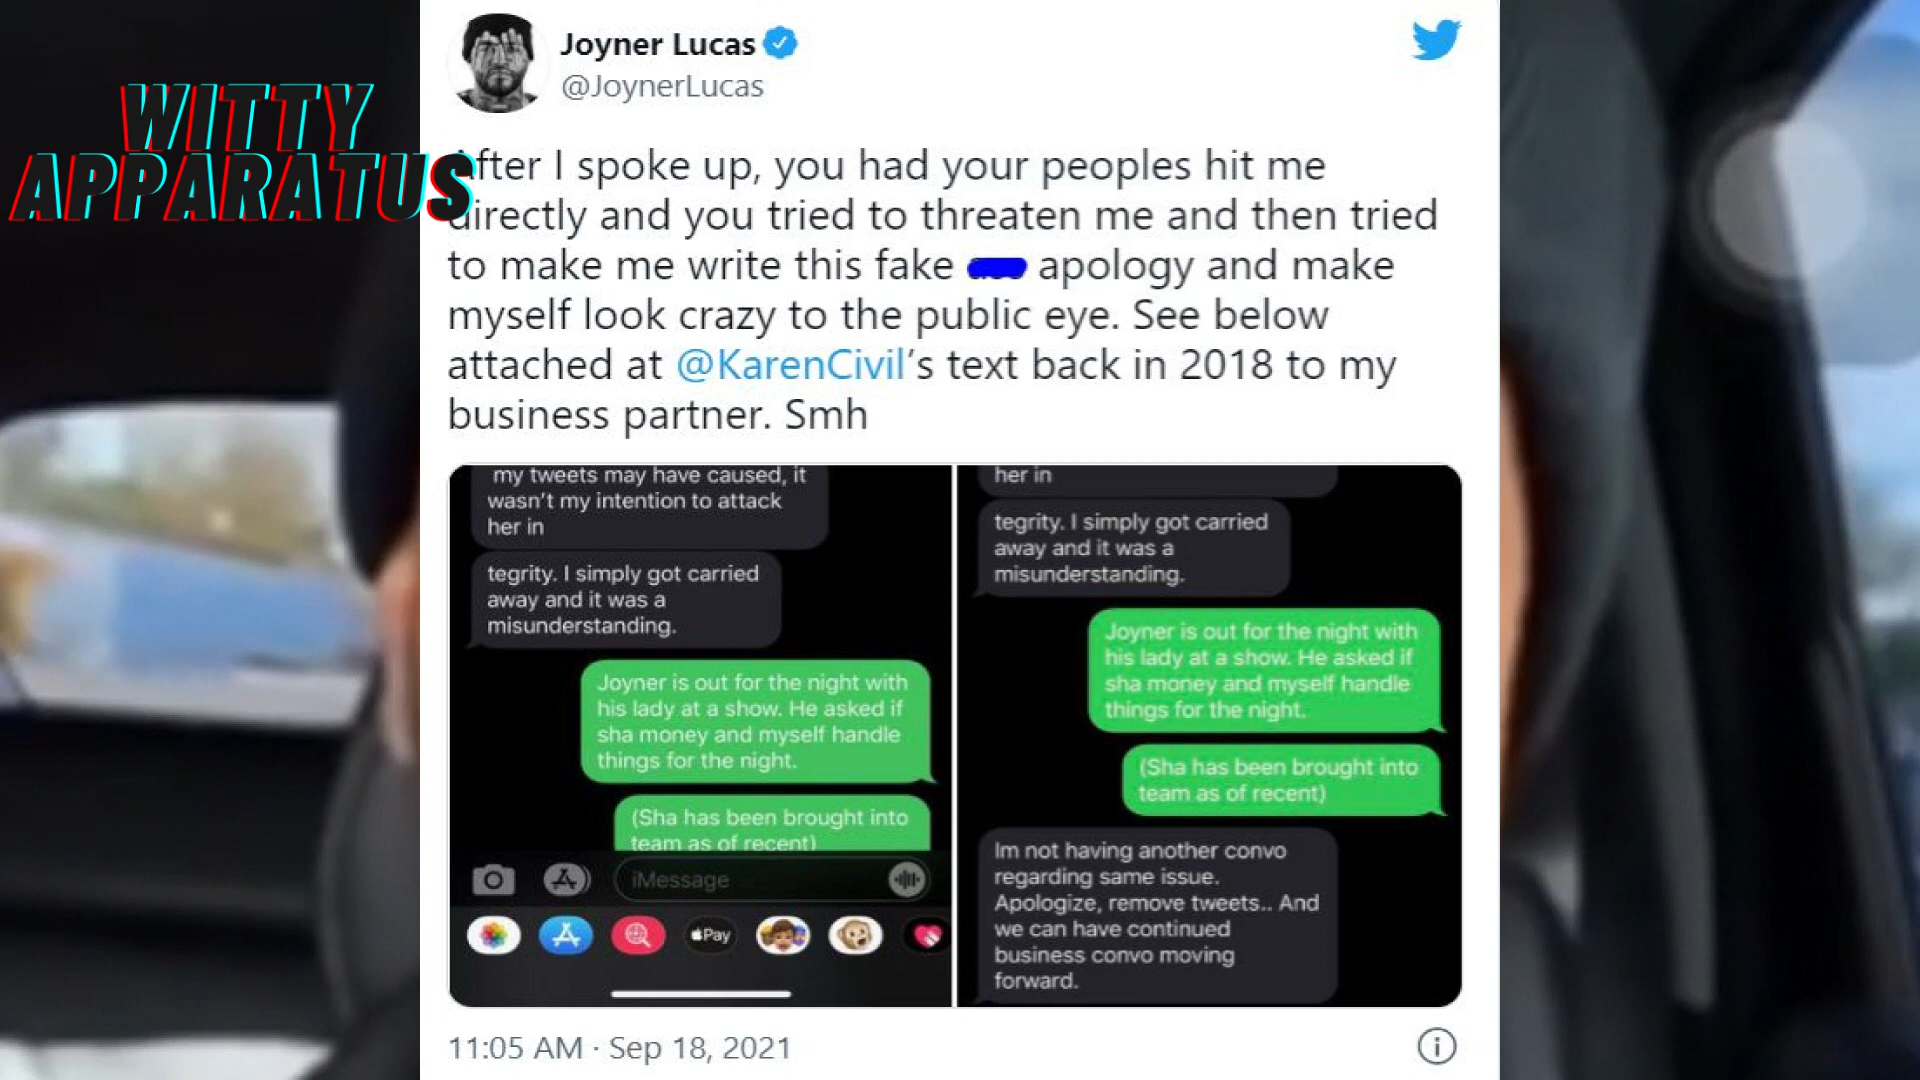 WITTY
APPARATUS
Joyner Lucas
@JoynerLucas
After I spoke up, you had your peoples hit me
directly and you tried to threaten me and then tried
to make me write this fake apology and make
myself look crazy to the public eye. See below
attached at @KarenCivil's text back in 2018 to my
business partner. Smh
my tweets may have caused, it
wasn't my intention to attack
her in
tegrity. I simply got carried
away and it was a
misunderstanding.
Joyner is out for the night with
his lady at a show. He asked if
sha money and myself handle
things for the night.
(Sha has been brought into
team as of recent)
iMessage
Pay
her in
tegrity. I simply got carried
away and it was a
misunderstanding.
Joyner is out for the night with
his lady at a show. He asked if
sha money and myself handle
things for the night.
(Sha has been brought into
team as of recent)
Im not having another convo
regarding same issue.
Apologize, remove tweets.. And
we can have continued
business convo moving
forward.
11:05 AM · Sep 18, 2021